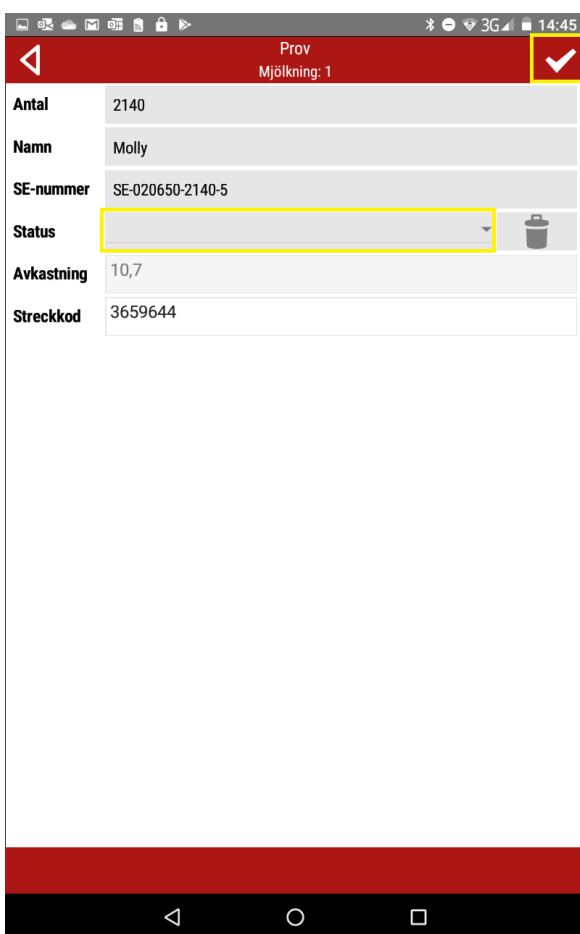 3G 14:45
Prov
Mjölkning: 1
Antal 2140
Namn Molly
SE-nummer SE-020650-2140-5
Status
Avkastning 10,7
Streckkod 3659644